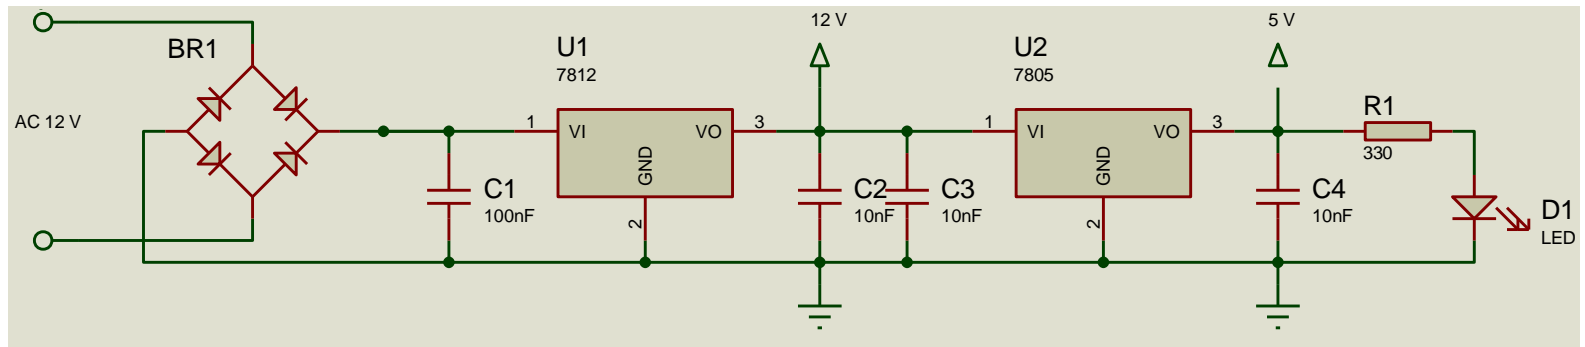 12 V
5 V
BR1
U1
7812
U2
7805
AC 12 V
1
VI
VO
3
GND
2
1
VI
VO
3
GND
2
R1
330
C1
100nF
C2
10nF
C3
10nF
C4
10nF
D1
LED